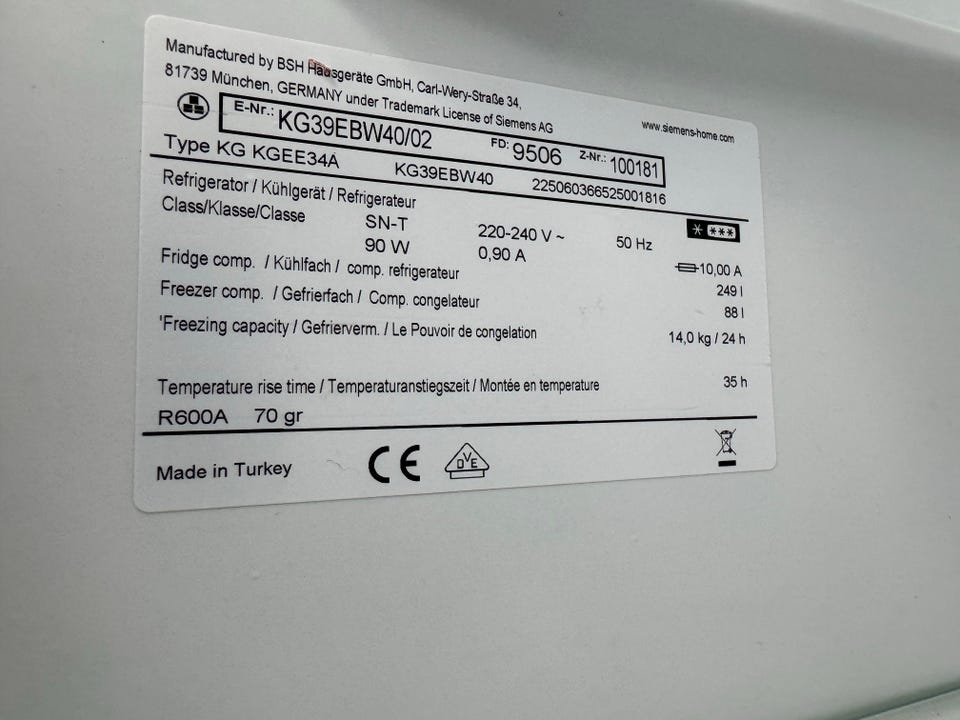 Manufactured by BSH Hausgeräte GmbH, Carl-Wery-Straße 34,
81739 München, GERMANY under Trademark License of Siemens AG
www.siemens-home.com
E-Nr.: KG39EBW40/02 FD: 9506 Z-Nr.: 100181
Type KG KGEE34A KG39EBW40 225060366525001816
Refrigerator / Kühlgerät / Refrigerateur
Class/Klasse/Classe SN-T 220-240 V ~ 50 Hz
90 W 0,90 A 10,00 A
Fridge comp. / Kühlfach / comp. refrigerateur 249 l
Freezer comp. / Gefrierfach / Comp. congelateur 88 l
'Freezing capacity / Gefrierverm. / Le Pouvoir de congelation 14,0 kg / 24 h
Temperature rise time / Temperaturanstiegszeit / Montée en temperature 35 h
R600A 70 gr
Made in Turkey CE DVE